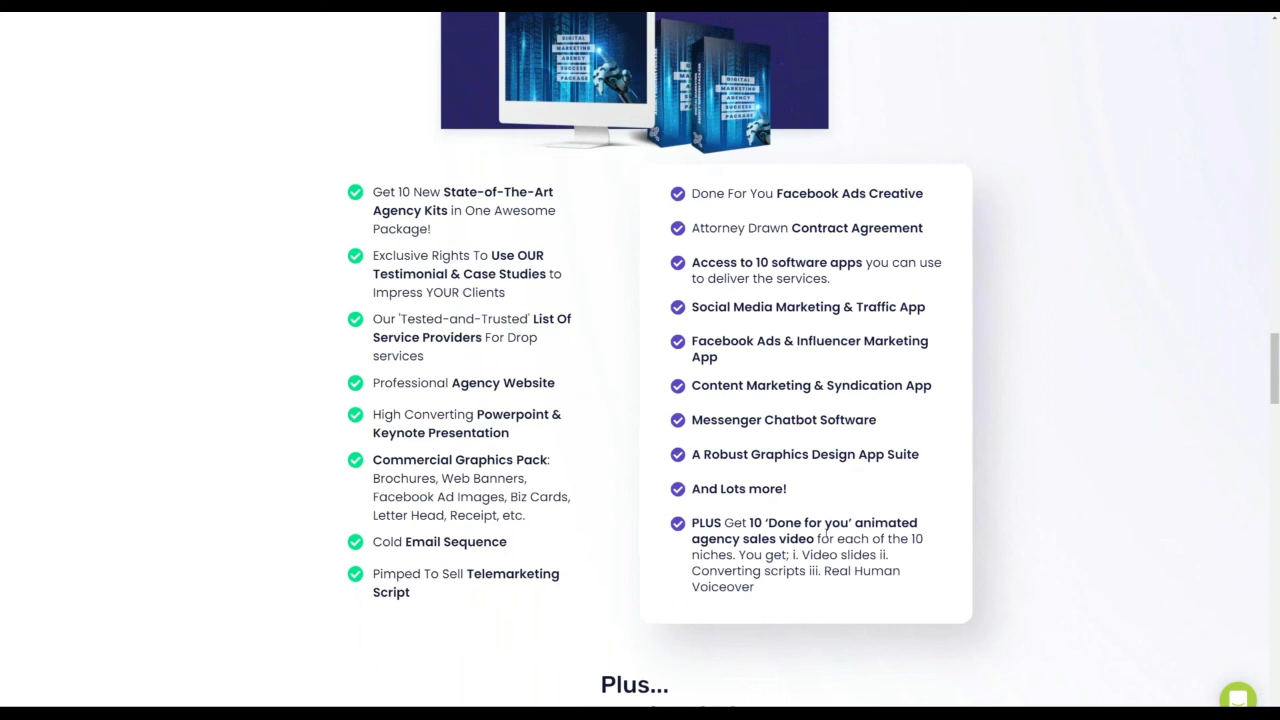 DIGITAL
MARKETING
AGENCY
SUCCESS
PACKAGE
DIGITAL
MARKETING
AGENCY
SUCCESS
PACKAGE
Get 10 New State-of-The-Art
Agency Kits in One Awesome
Package!
Exclusive Rights To Use OUR
Testimonial & Case Studies to
Impress YOUR Clients
Our 'Tested-and-Trusted' List Of
Service Providers For Drop
services
Professional Agency Website
High Converting Powerpoint &
Keynote Presentation
Commercial Graphics Pack:
Brochures, Web Banners,
Facebook Ad Images, Biz Cards,
Letter Head, Receipt, etc.
Cold Email Sequence
Pimped To Sell Telemarketing
Script
Done For You Facebook Ads Creative
Attorney Drawn Contract Agreement
Access to 10 software apps you can use
to deliver the services.
Social Media Marketing & Traffic App
Facebook Ads & Influencer Marketing
App
Content Marketing & Syndication App
Messenger Chatbot Software
A Robust Graphics Design App Suite
And Lots more!
PLUS Get 10 ‘Done for you’ animated
agency sales video for each of the 10
niches. You get; i. Video slides ii.
Converting scripts iii. Real Human
Voiceover
Plus...